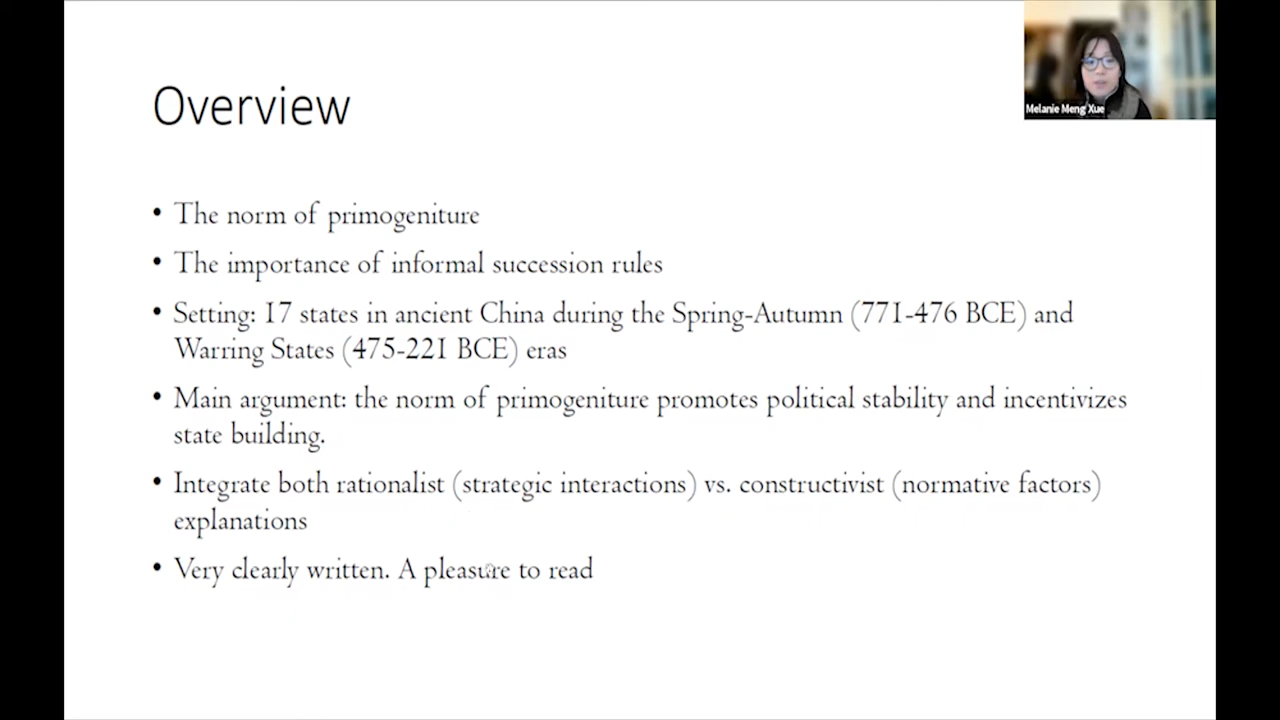 Overview
Melanie Meng Xue
• The norm of primogeniture
• The importance of informal succession rules
• Setting: 17 states in ancient China during the Spring-Autumn (771-476 BCE) and
Warring States (475-221 BCE) eras
• Main argument: the norm of primogeniture promotes political stability and incentivizes
state building.
• Integrate both rationalist (strategic interactions) vs. constructivist (normative factors)
explanations
• Very clearly written. A pleasure to read